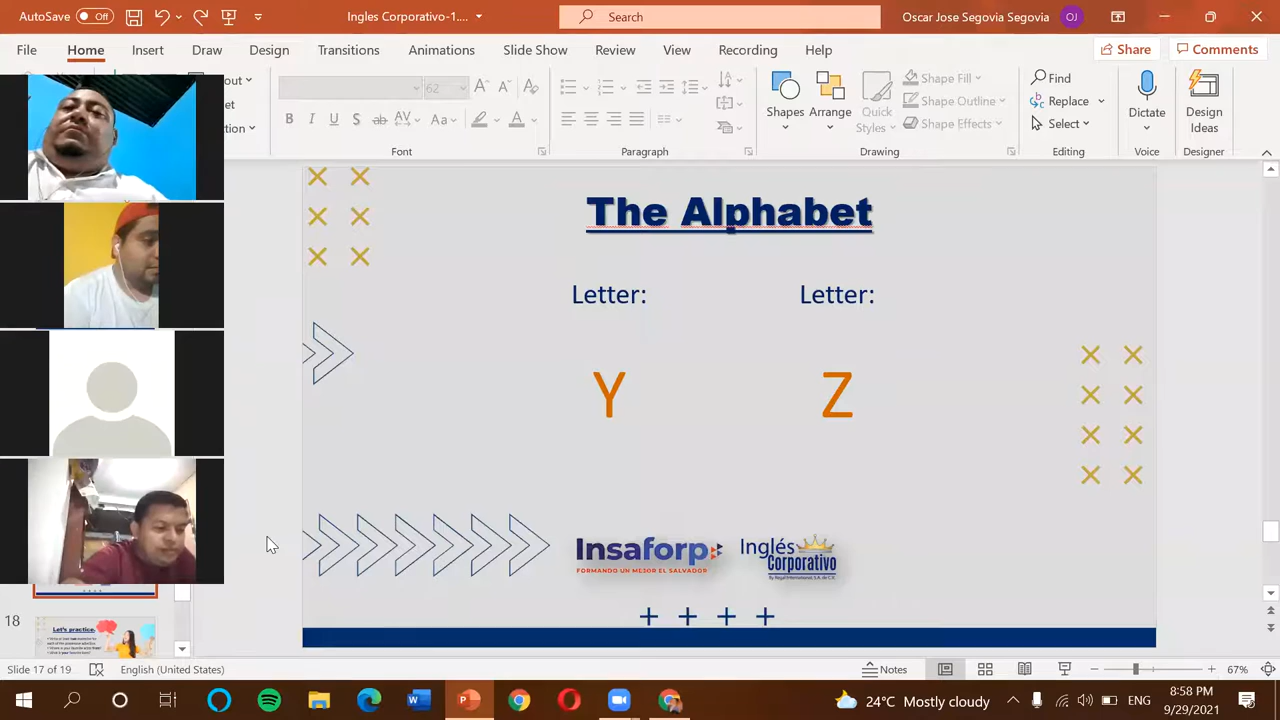 AutoSave Off Ingles Corporativo-1.... Search Oscar Jose Segovia Segovia OJ
File Home Insert Draw Design Transitions Animations Slide Show Review View Recording Help Share Comments
Shapes Arrange Quick Styles
Shape Fill
Shape Outline
Shape Effects
Find
Replace
Select
Dictate
Design Ideas
Font Paragraph Drawing Editing Voice Designer
The Alphabet
Letter: Letter:
Y Z
Insaforp
FORMANDO UN MEJOR EL SALVADOR
Inglés
Corporativo
By Regal International, S.A. de C.V.
18
Let's practice.
Slide 17 of 19 English (United States) Notes 67%
24°C Mostly cloudy ENG 8:58 PM
9/29/2021